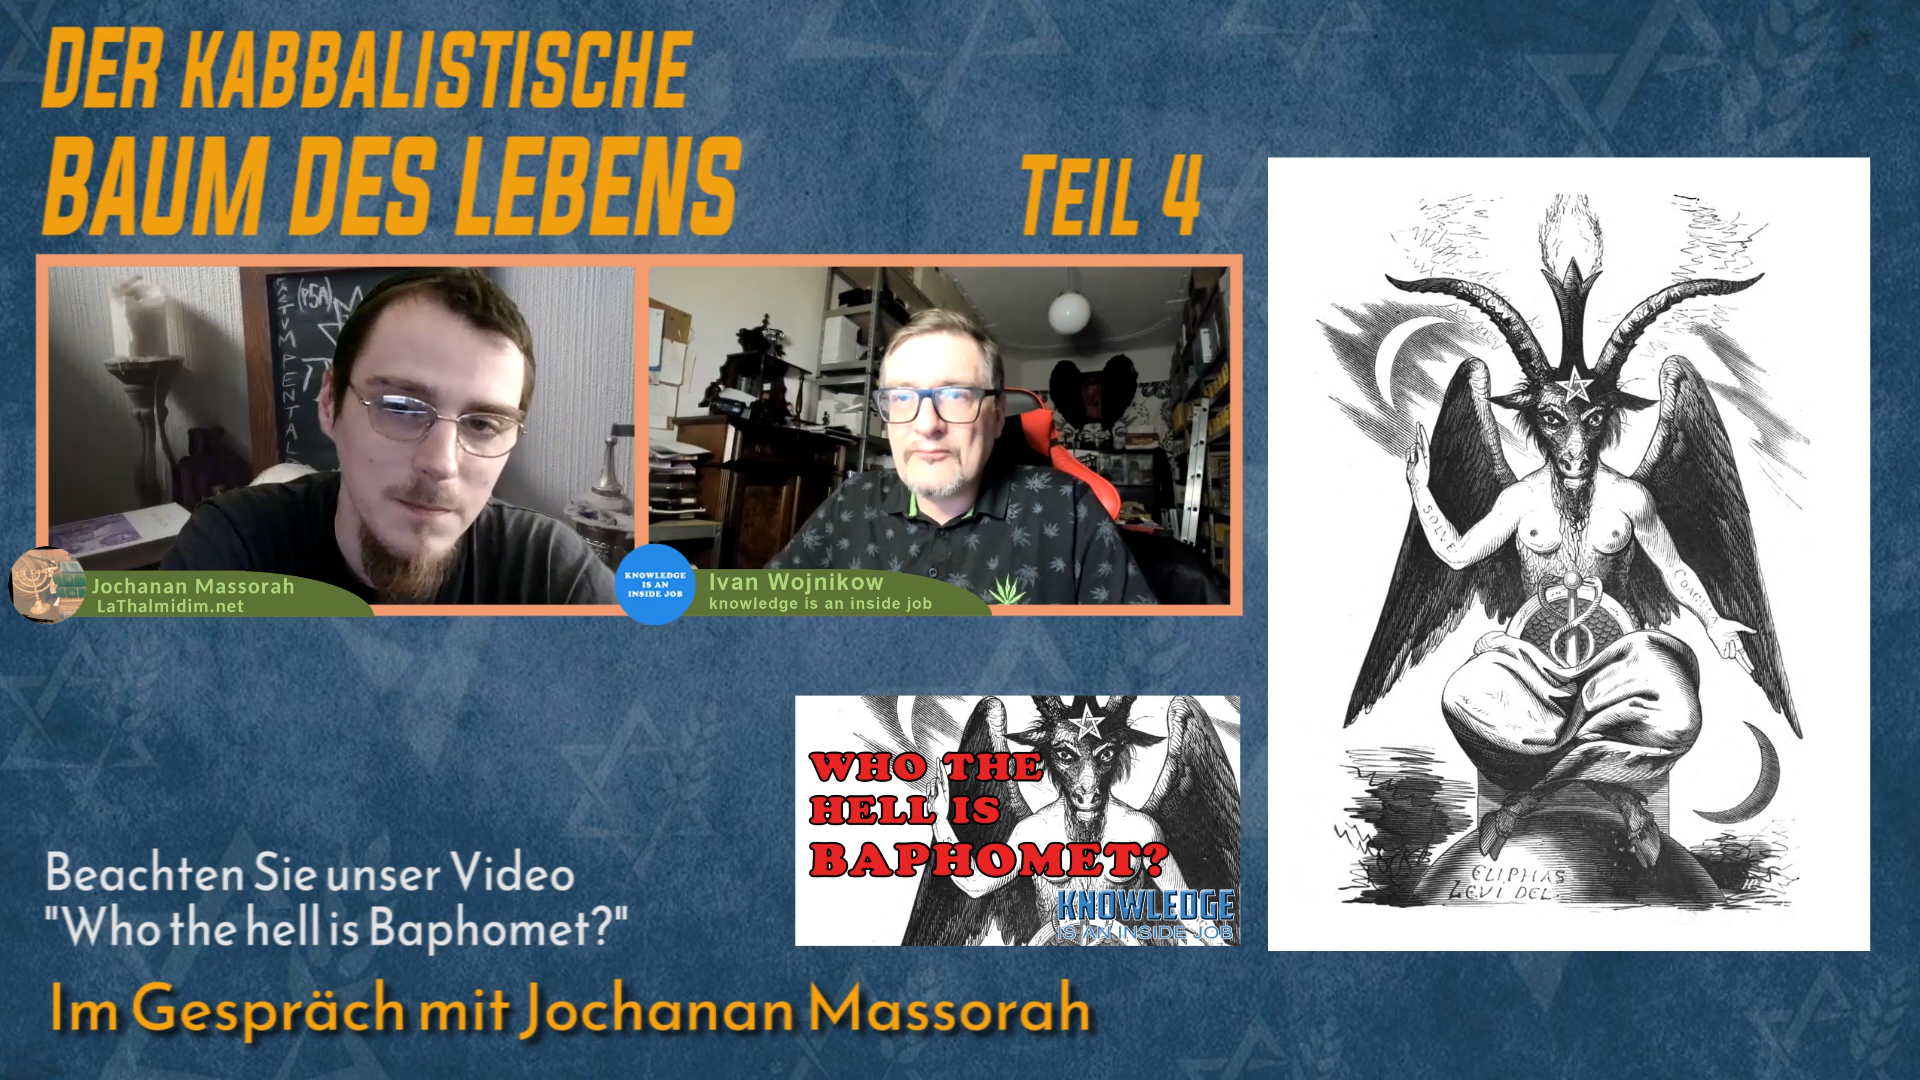 DER KABBALISTISCHE
BAUM DES LEBENS
TEIL 4
(PSA)
Jochanan Massorah
LaThalmidim.net
KNOWLEDGE
IS AN
INSIDE JOB
Ivan Wojnikow
knowledge is an inside job
SOLVE
COAGULA
ELIPHAS
LEVI DEL.
WHO THE
HELL IS
BAPHOMET?
KNOWLEDGE
IS AN INSIDE JOB
Beachten Sie unser Video
"Who the hell is Baphomet?"
Im Gespräch mit Jochanan Massorah